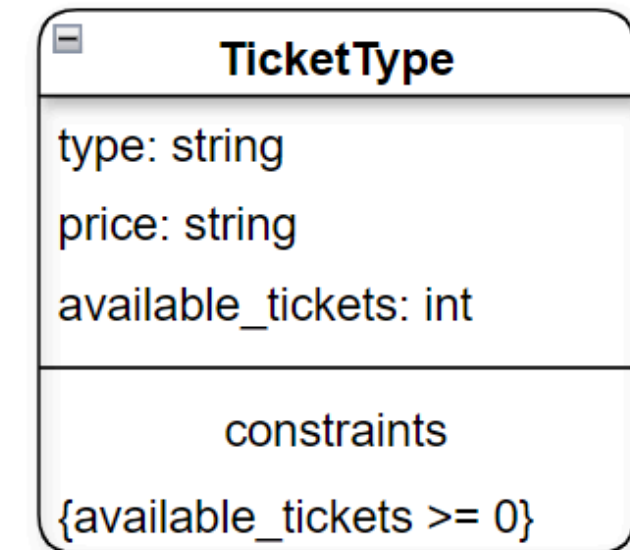 TicketType
type: string
price: string
available_tickets: int
constraints
{available_tickets >= 0}